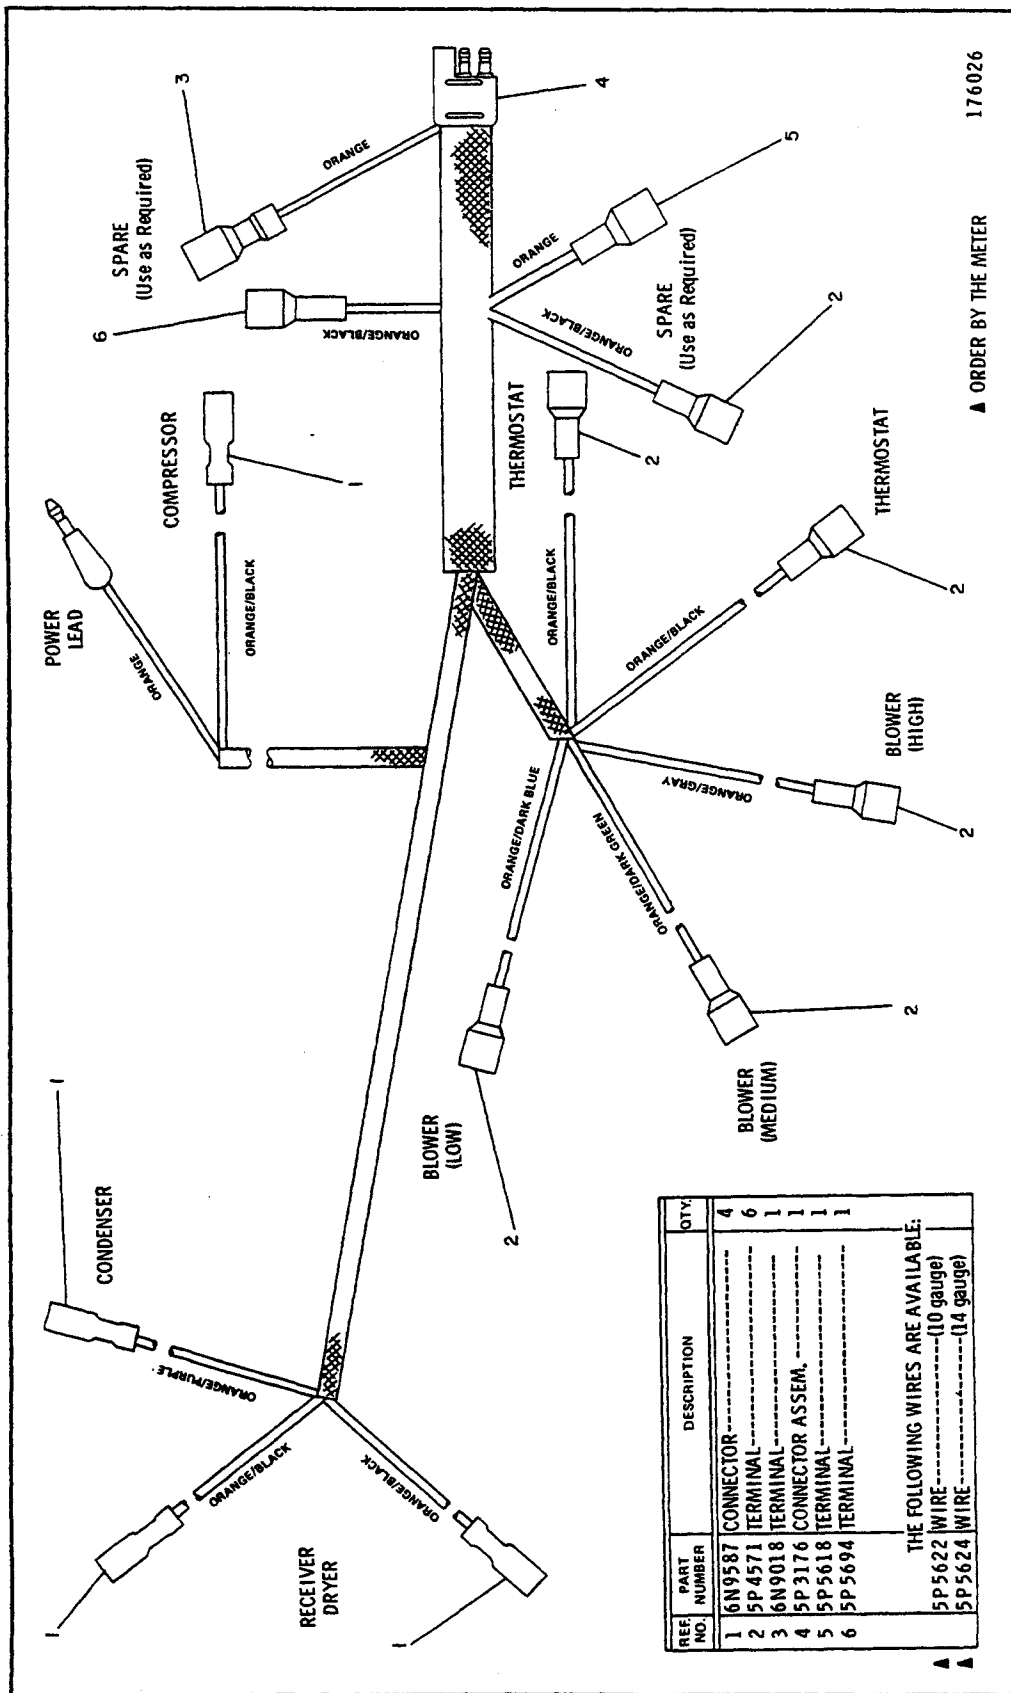 1
CONDENSER
ORANGE/PURPLE
1
ORANGE/BLACK
ORANGE/BLACK
RECEIVER
DRYER
1
POWER
LEAD
ORANGE
COMPRESSOR
1
ORANGE/BLACK
3
SPARE
(Use as Required)
ORANGE
6
ORANGE/BLACK
4
5
ORANGE
ORANGE/BLACK
SPARE
(Use as Required)
2
THERMOSTAT
2
ORANGE/BLACK
THERMOSTAT
2
ORANGE/BLACK
BLOWER
(HIGH)
2
ORANGE/GRAY
ORANGE/DARK GREEN
BLOWER
(MEDIUM)
2
ORANGE/DARK BLUE
BLOWER
(LOW)
2
REF. NO. PART NUMBER DESCRIPTION QTY.
1 6N9587 CONNECTOR---------------------- 4
2 5P4571 TERMINAL---------------------- 6
3 6N9018 TERMINAL---------------------- 1
4 5P3176 CONNECTOR ASSEM.-------------- 1
5 5P5618 TERMINAL---------------------- 1
6 5P5694 TERMINAL---------------------- 1
THE FOLLOWING WIRES ARE AVAILABLE:
▲ 5P5622 WIRE------------------(10 gauge)
▲ 5P5624 WIRE------------------(14 gauge)
▲ ORDER BY THE METER
176026